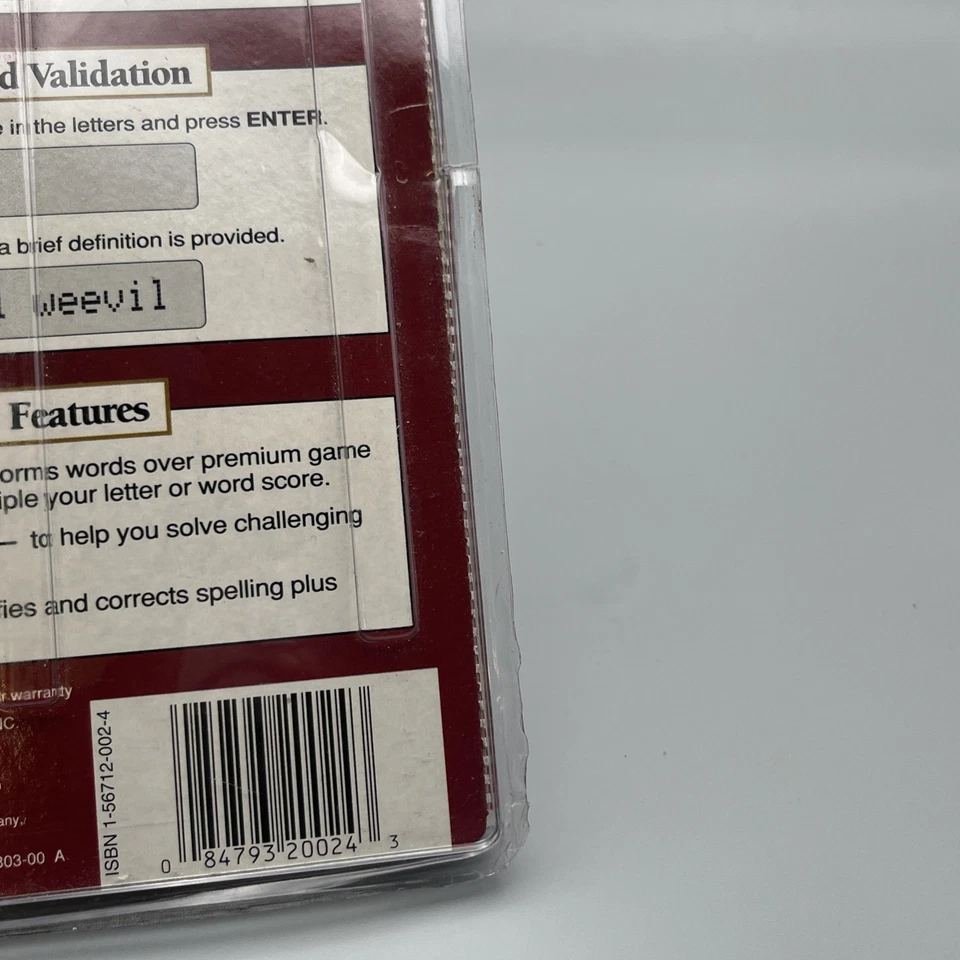 d Validation
in the letters and press ENTER.
a brief definition is provided.
weevil
Features
orms words over premium game
iple your letter or word score.
— to help you solve challenging
fies and corrects spelling plus
r warranty
NC.
any,
303-00 A
ISBN 1-56712-002-4
0 84793 20024 3